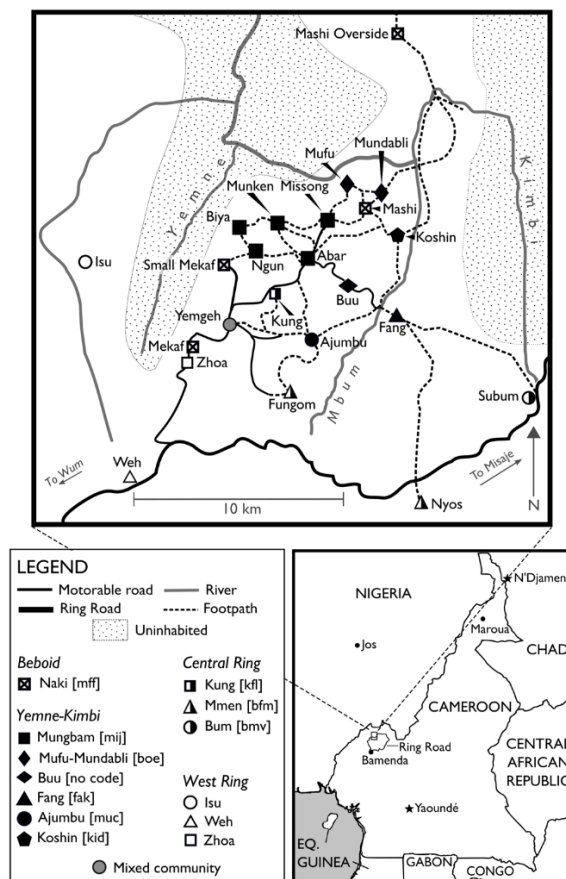 Mashi Overside
Mundabli
Mufu
Missong
Munken
Mashi
Biya
Koshin
Ngun
Abar
Small Mekaf
Buu
Isu
Yemne
Kimbi
Yemgeh
Kung
Fang
Ajumbu
Mekaf
Zhoa
Fungom
Mbum
Subum
To Wum
Weh
To Misaje
10 km
Nyos
N
LEGEND
Motorable road
River
Ring Road
Footpath
Uninhabited
Beboid
Naki [mff]
Yemne-Kimbi
Mungbam [mij]
Mufu-Mundabli [boe]
Buu [no code]
Fang [fak]
Ajumbu [muc]
Koshin [kid]
Central Ring
Kung [kfl]
Mmen [bfm]
Bum [bmv]
West Ring
Isu
Weh
Zhoa
Mixed community
NIGERIA
N'Djamen
Maroua
Jos
CHAD
CAMEROON
Ring Road
Bamenda
CENTRAL
AFRICAN
REPUBLIC
Yaoundé
EQ.
GUINEA
GABON
CONGO